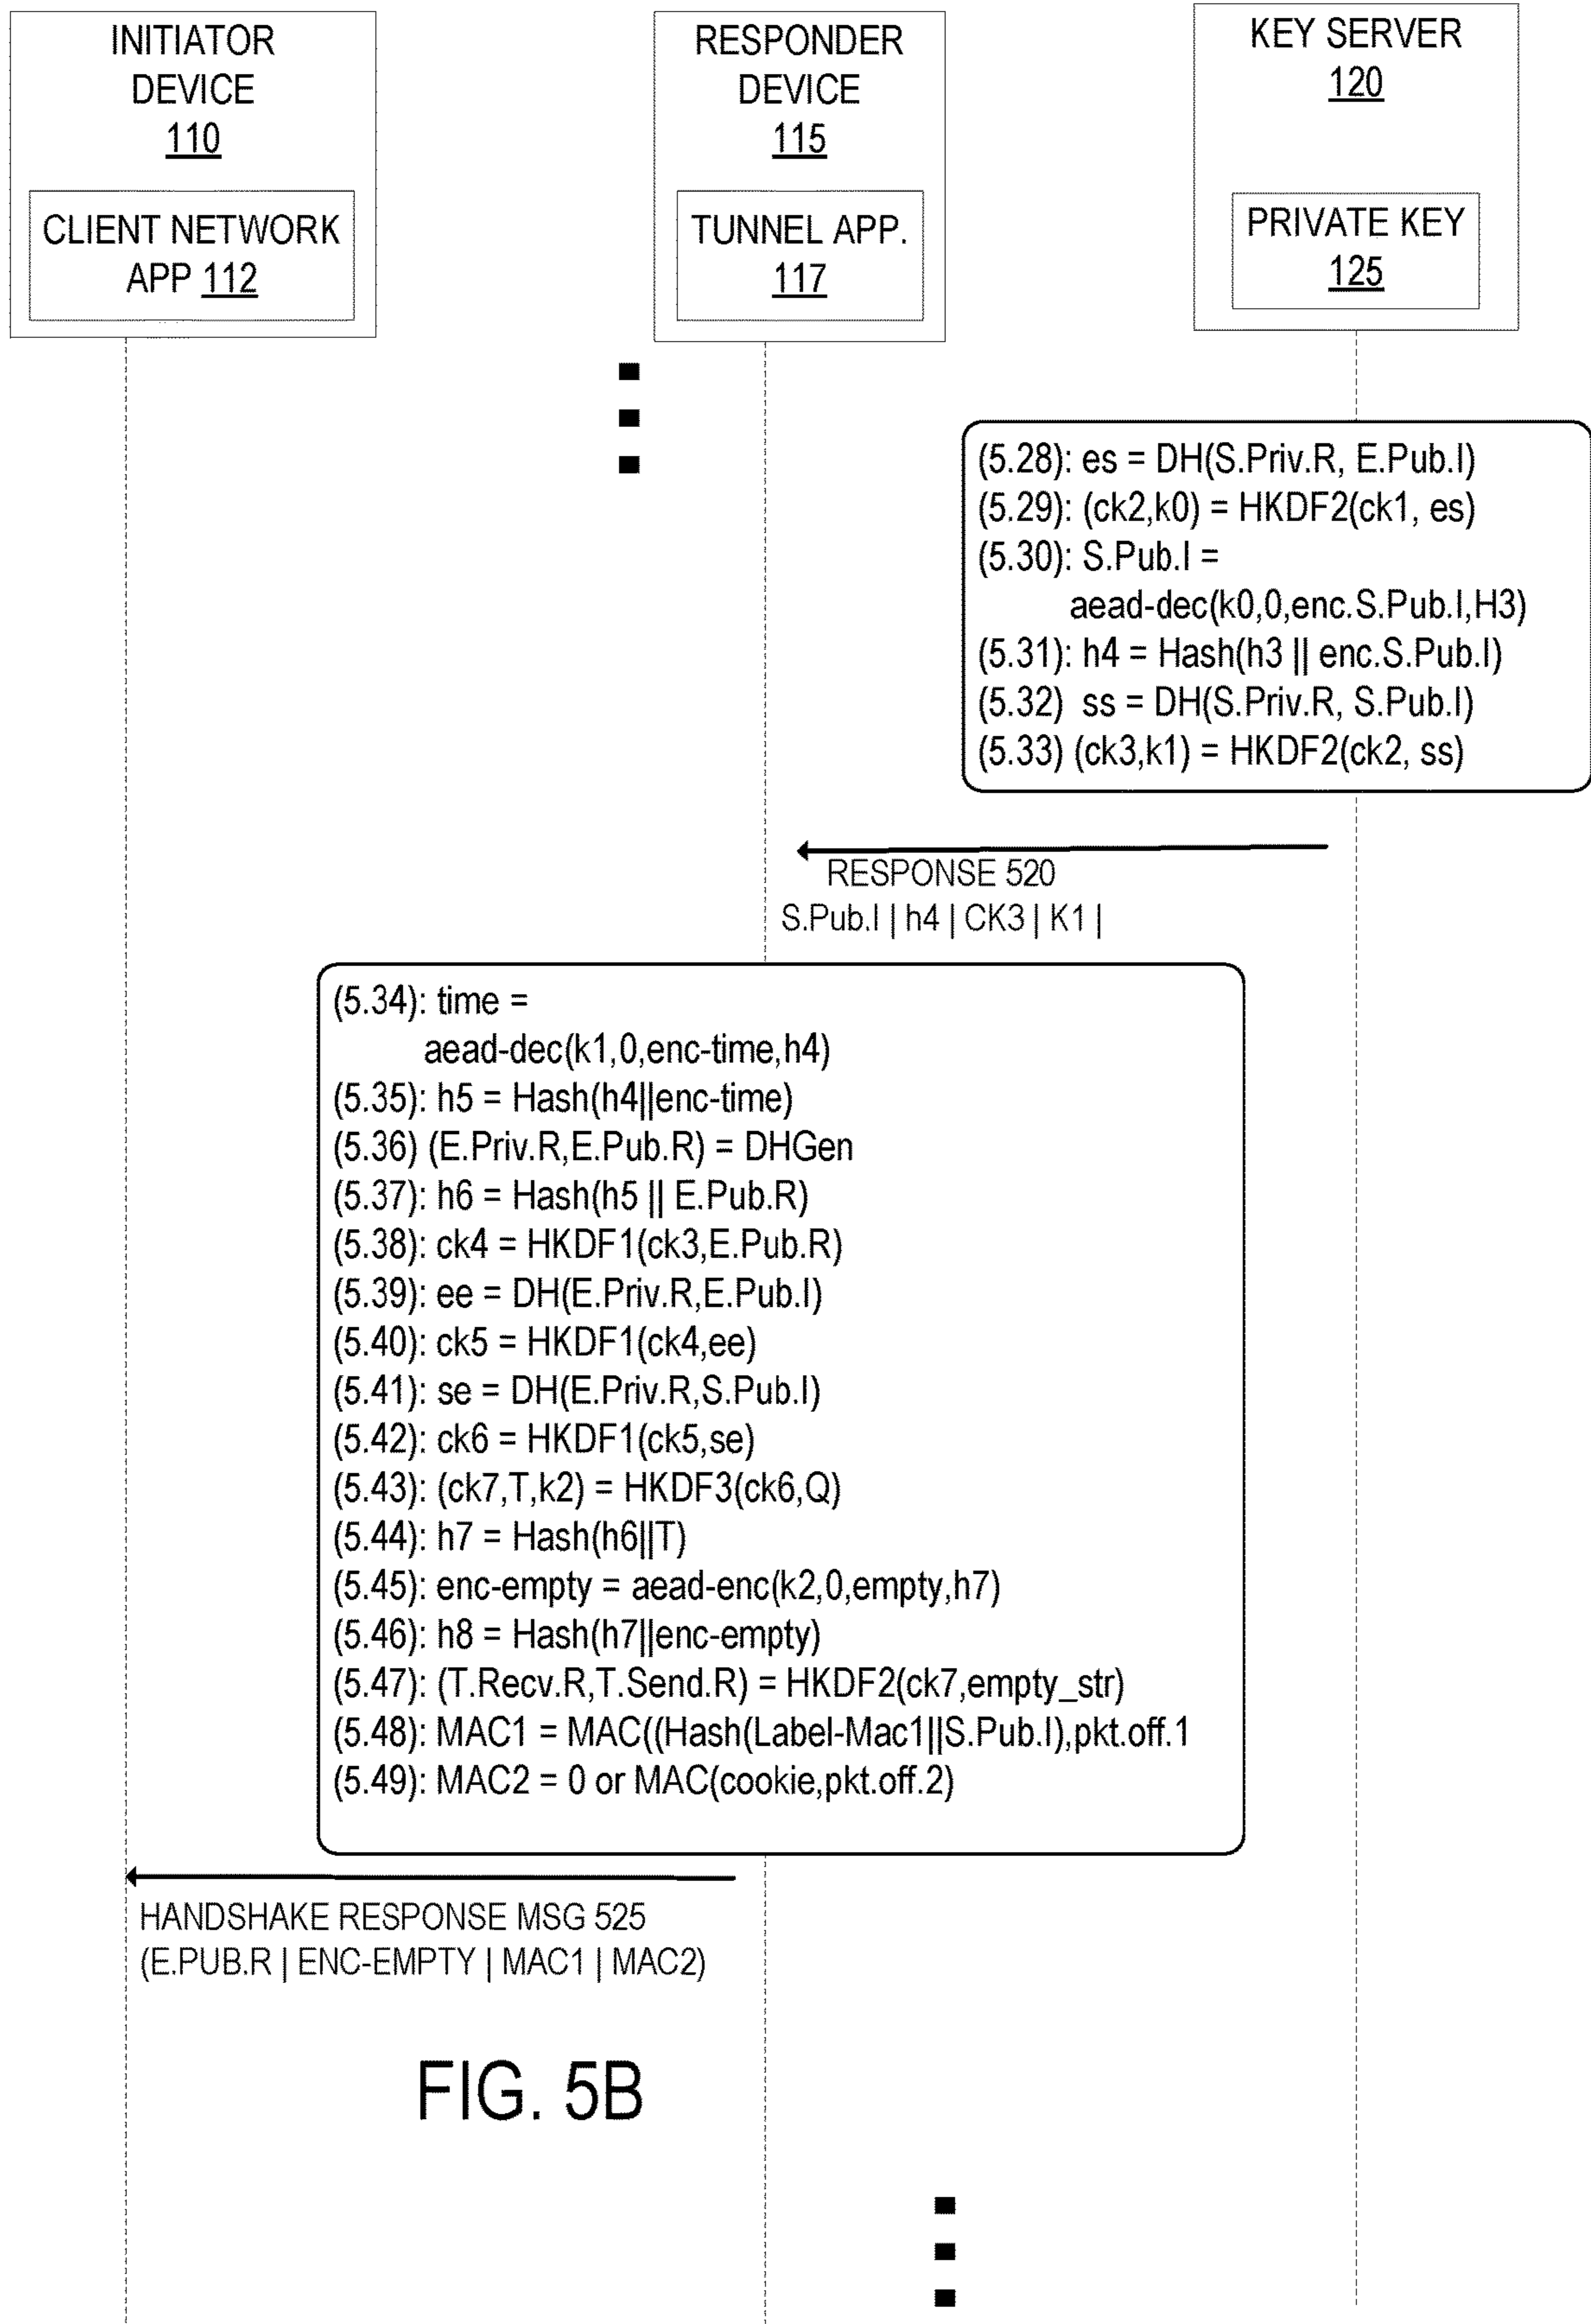 INITIATOR
DEVICE
110
CLIENT NETWORK
APP 112
RESPONDER
DEVICE
115
TUNNEL APP.
117
KEY SERVER
120
PRIVATE KEY
125
(5.28): es = DH(S.Priv.R, E.Pub.I)
(5.29): (ck2,k0) = HKDF2(ck1, es)
(5.30): S.Pub.I =
aead-dec(k0,0,enc.S.Pub.I,H3)
(5.31): h4 = Hash(h3 || enc.S.Pub.I)
(5.32) ss = DH(S.Priv.R, S.Pub.I)
(5.33) (ck3,k1) = HKDF2(ck2, ss)
RESPONSE 520
S.Pub.I | h4 | CK3 | K1 |
(5.34): time =
aead-dec(k1,0,enc-time,h4)
(5.35): h5 = Hash(h4||enc-time)
(5.36) (E.Priv.R,E.Pub.R) = DHGen
(5.37): h6 = Hash(h5 || E.Pub.R)
(5.38): ck4 = HKDF1(ck3,E.Pub.R)
(5.39): ee = DH(E.Priv.R,E.Pub.I)
(5.40): ck5 = HKDF1(ck4,ee)
(5.41): se = DH(E.Priv.R,S.Pub.I)
(5.42): ck6 = HKDF1(ck5,se)
(5.43): (ck7,T,k2) = HKDF3(ck6,Q)
(5.44): h7 = Hash(h6||T)
(5.45): enc-empty = aead-enc(k2,0,empty,h7)
(5.46): h8 = Hash(h7||enc-empty)
(5.47): (T.Recv.R,T.Send.R) = HKDF2(ck7,empty_str)
(5.48): MAC1 = MAC((Hash(Label-Mac1||S.Pub.I),pkt.off.1
(5.49): MAC2 = 0 or MAC(cookie,pkt.off.2)
HANDSHAKE RESPONSE MSG 525
(E.PUB.R | ENC-EMPTY | MAC1 | MAC2)
FIG. 5B